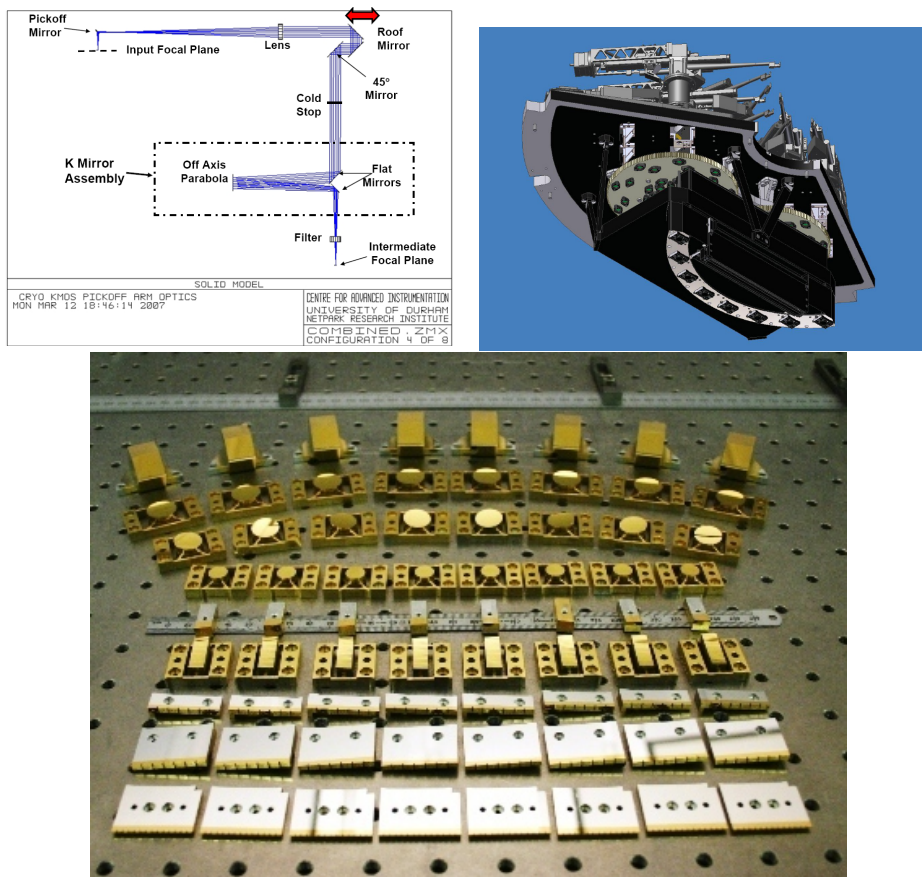 Pickoff
Mirror
Input Focal Plane
Lens
Roof
Mirror
45º
Mirror
Cold
Stop
K Mirror
Assembly
Off Axis
Parabola
Flat
Mirrors
Filter
Intermediate
Focal Plane
SOLID MODEL
CRYO KMOS PICKOFF ARM OPTICS
MON MAR 12 18:46:14 2007
CENTRE FOR ADVANCED INSTRUMENTATION
UNIVERSITY OF DURHAM
NETPARK RESEARCH INSTITUTE
COMBINED.ZMX
CONFIGURATION 4 OF 8